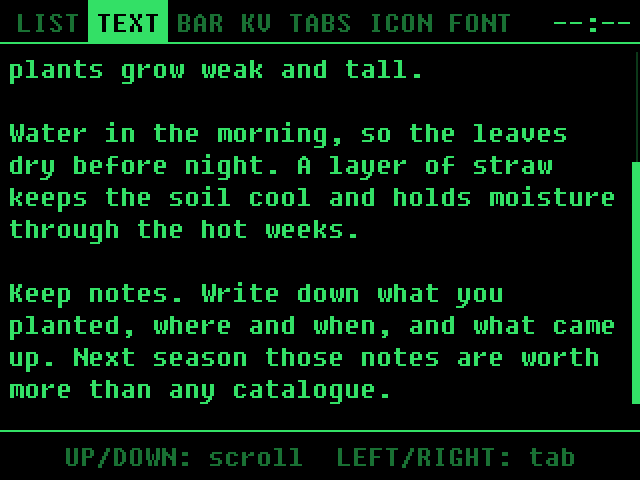 LIST TEXT BAR KV TABS ICON FONT --:--
plants grow weak and tall.
Water in the morning, so the leaves
dry before night. A layer of straw
keeps the soil cool and holds moisture
through the hot weeks.
Keep notes. Write down what you
planted, where and when, and what came
up. Next season those notes are worth
more than any catalogue.
UP/DOWN: scroll LEFT/RIGHT: tab